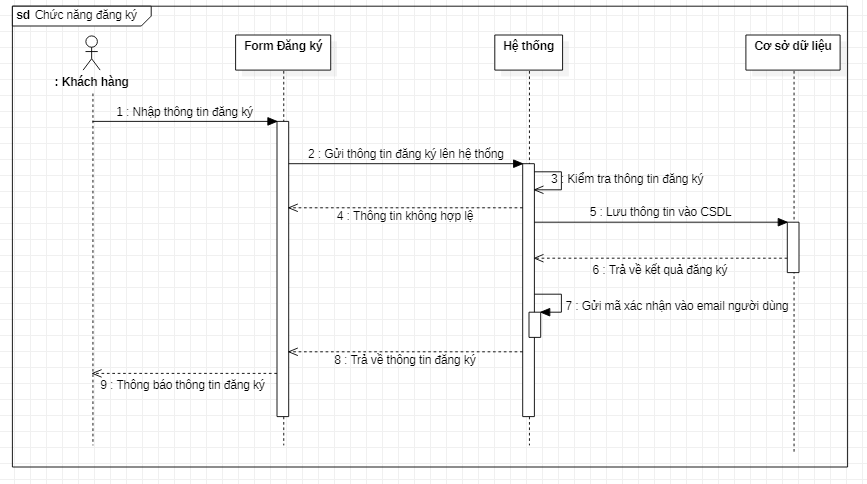 sd Chức năng đăng ký
Form Đăng ký
Hệ thống
Cơ sở dữ liệu
: Khách hàng
1 : Nhập thông tin đăng ký
2 : Gửi thông tin đăng ký lên hệ thống
3 : Kiểm tra thông tin đăng ký
4 : Thông tin không hợp lệ
5 : Lưu thông tin vào CSDL
6 : Trả về kết quả đăng ký
7 : Gửi mã xác nhận vào email người dùng
8 : Trả về thông tin đăng ký
9 : Thông báo thông tin đăng ký